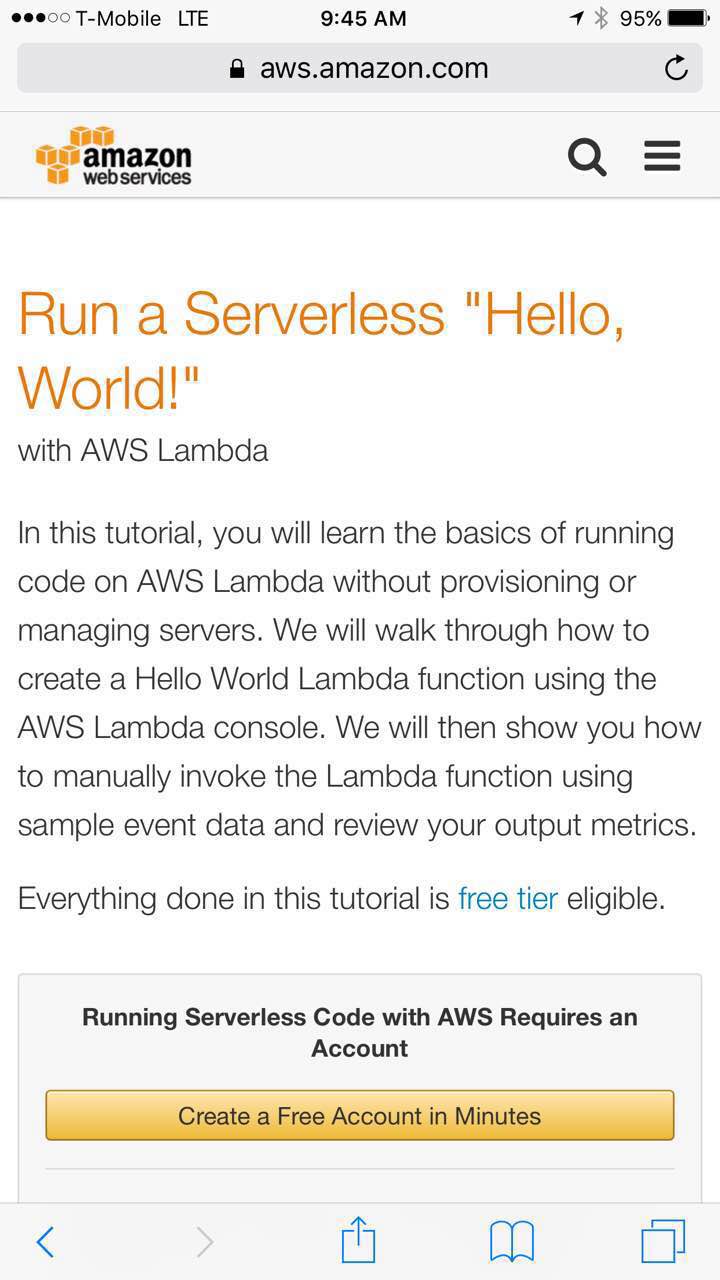 T-Mobile LTE 9:45 AM 95%
aws.amazon.com
amazon
web services
Run a Serverless "Hello,
World!"
with AWS Lambda
In this tutorial, you will learn the basics of running
code on AWS Lambda without provisioning or
managing servers. We will walk through how to
create a Hello World Lambda function using the
AWS Lambda console. We will then show you how
to manually invoke the Lambda function using
sample event data and review your output metrics.
Everything done in this tutorial is free tier eligible.
Running Serverless Code with AWS Requires an
Account
Create a Free Account in Minutes